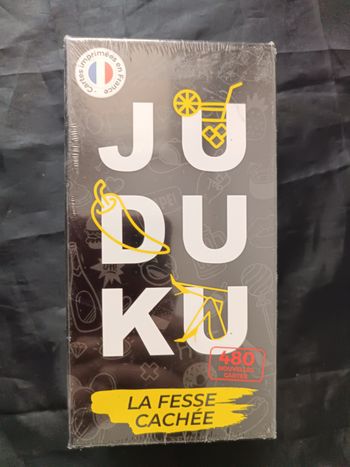 Cartes imprimées en France
JU
DU
KU
480
NOUVELLES
CARTES
LA FESSE
CACHÉE